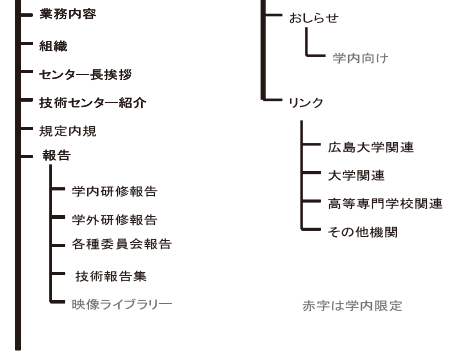 業務内容
組織
センター長挨拶
技術センター紹介
規定内規
報告
学内研修報告
学外研修報告
各種委員会報告
技術報告集
映像ライブラリー
おしらせ
学内向け
リンク
広島大学関連
大学関連
高等専門学校関連
その他機関
赤字は学内限定